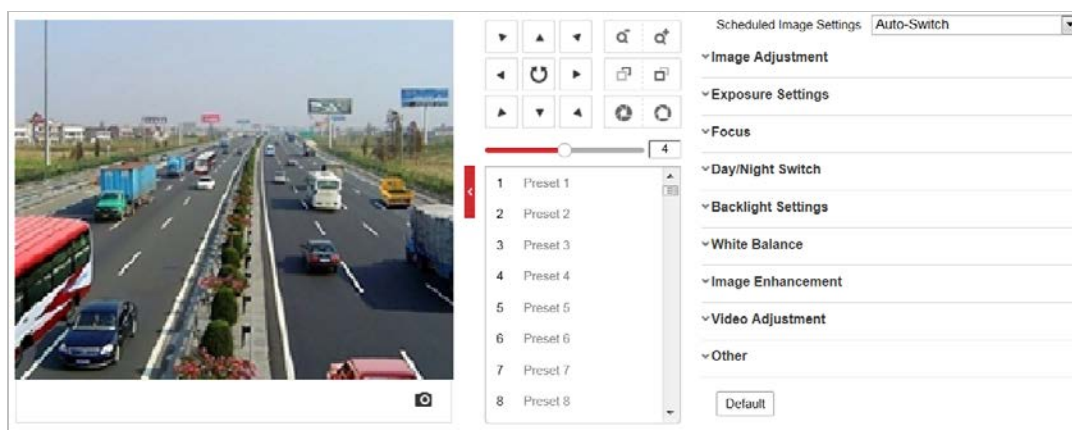 Scheduled Image Settings Auto-Switch
Image Adjustment
Exposure Settings
Focus
Day/Night Switch
Backlight Settings
White Balance
Image Enhancement
Video Adjustment
Other
Default
4
1 Preset 1
2 Preset 2
3 Preset 3
4 Preset 4
5 Preset 5
6 Preset 6
7 Preset 7
8 Preset 8